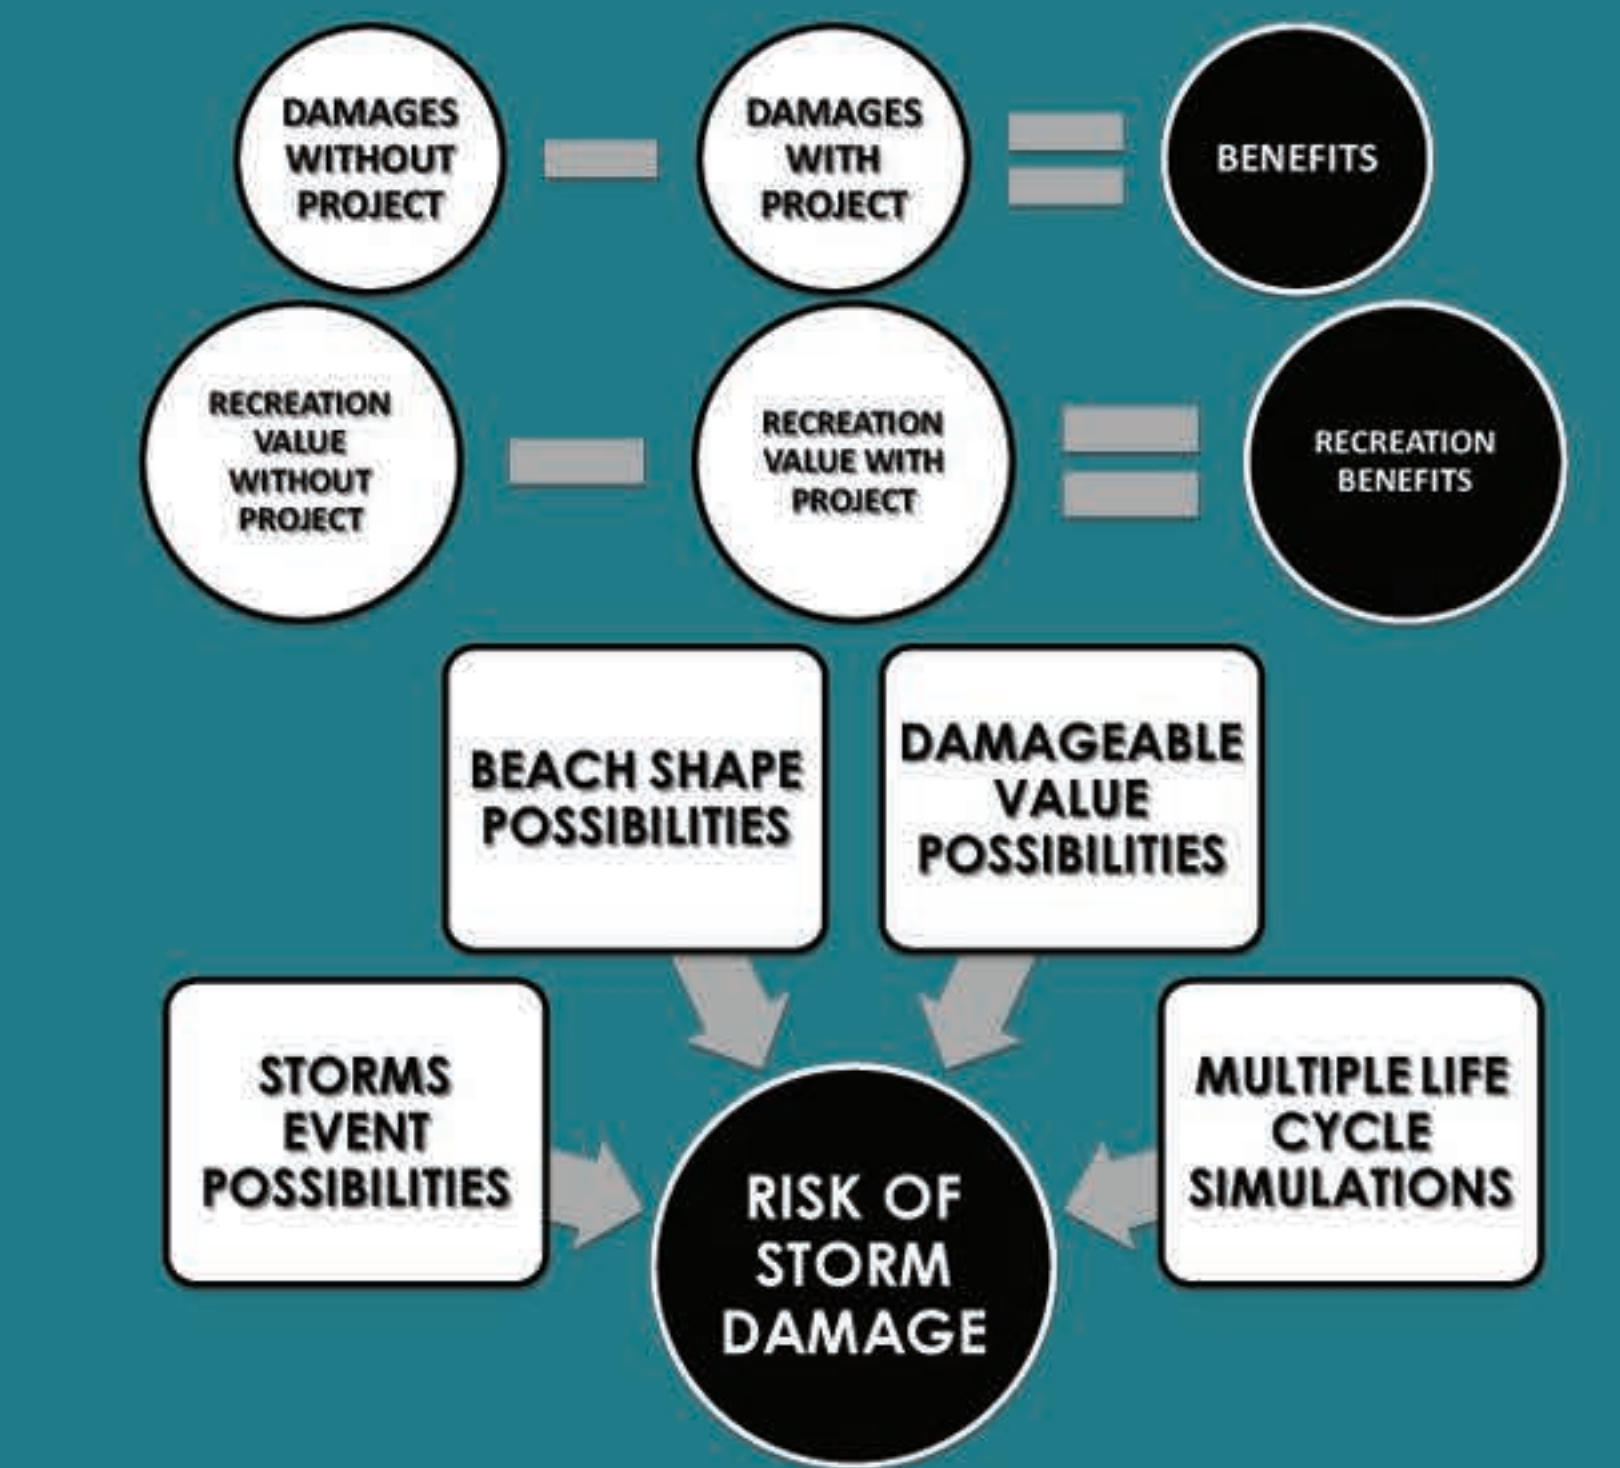 DAMAGES
WITHOUT
PROJECT
DAMAGES
WITH
PROJECT
BENEFITS
RECREATION
VALUE
WITHOUT
PROJECT
RECREATION
VALUE WITH
PROJECT
RECREATION
BENEFITS
BEACH SHAPE
POSSIBILITIES
DAMAGEABLE
VALUE
POSSIBILITIES
STORMS
EVENT
POSSIBILITIES
MULTIPLE LIFE
CYCLE
SIMULATIONS
RISK OF
STORM
DAMAGE